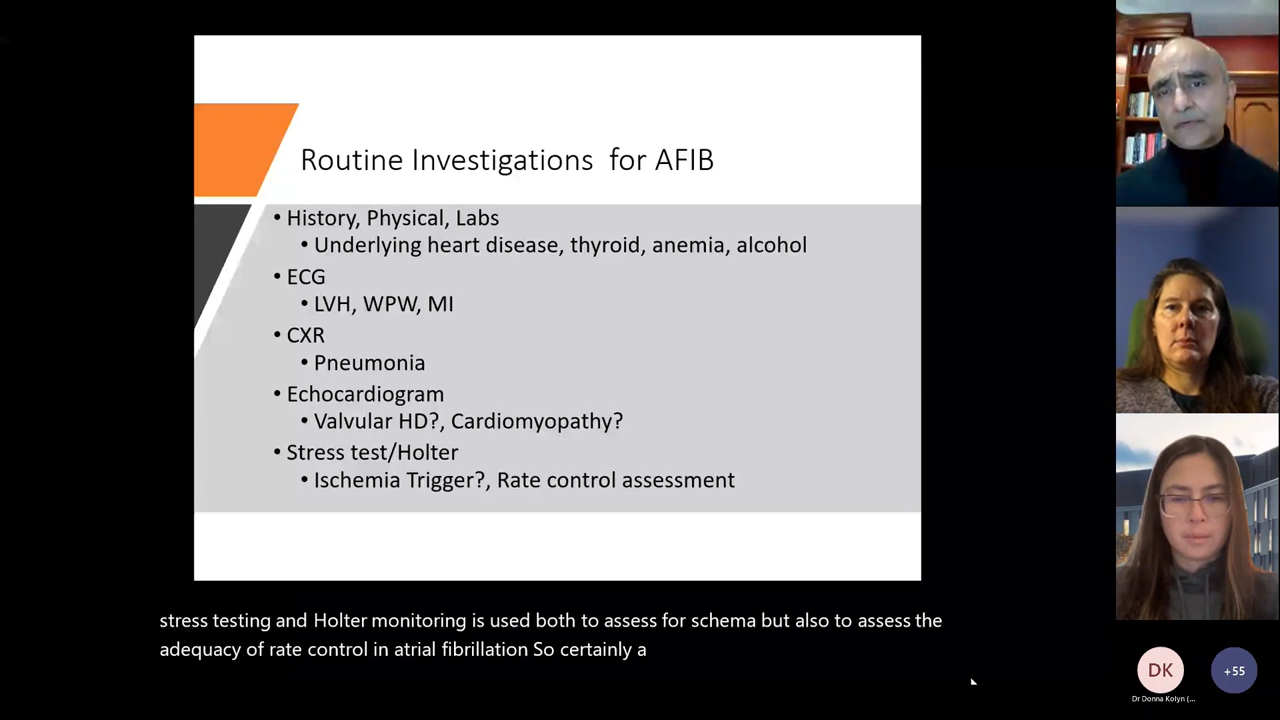 Routine Investigations for AFIB
• History, Physical, Labs
• Underlying heart disease, thyroid, anemia, alcohol
• ECG
• LVH, WPW, MI
• CXR
• Pneumonia
• Echocardiogram
• Valvular HD?, Cardiomyopathy?
• Stress test/Holter
• Ischemia Trigger?, Rate control assessment
stress testing and Holter monitoring is used both to assess for schema but also to assess the
adequacy of rate control in atrial fibrillation So certainly a
DK
+55
Dr Donna Kolyn (...